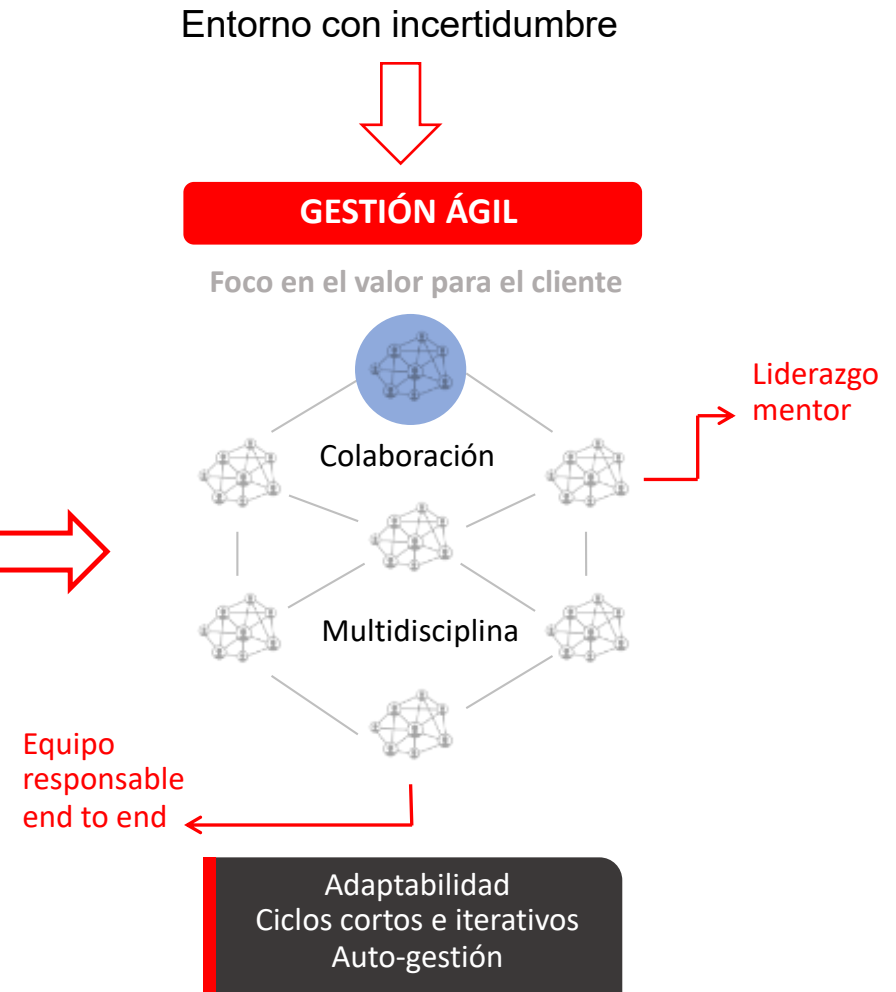 Entorno con incertidumbre
GESTIÓN ÁGIL
Foco en el valor para el cliente
Liderazgo
mentor
Colaboración
Multidisciplina
Equipo
responsable
end to end
Adaptabilidad
Ciclos cortos e iterativos
Auto-gestión